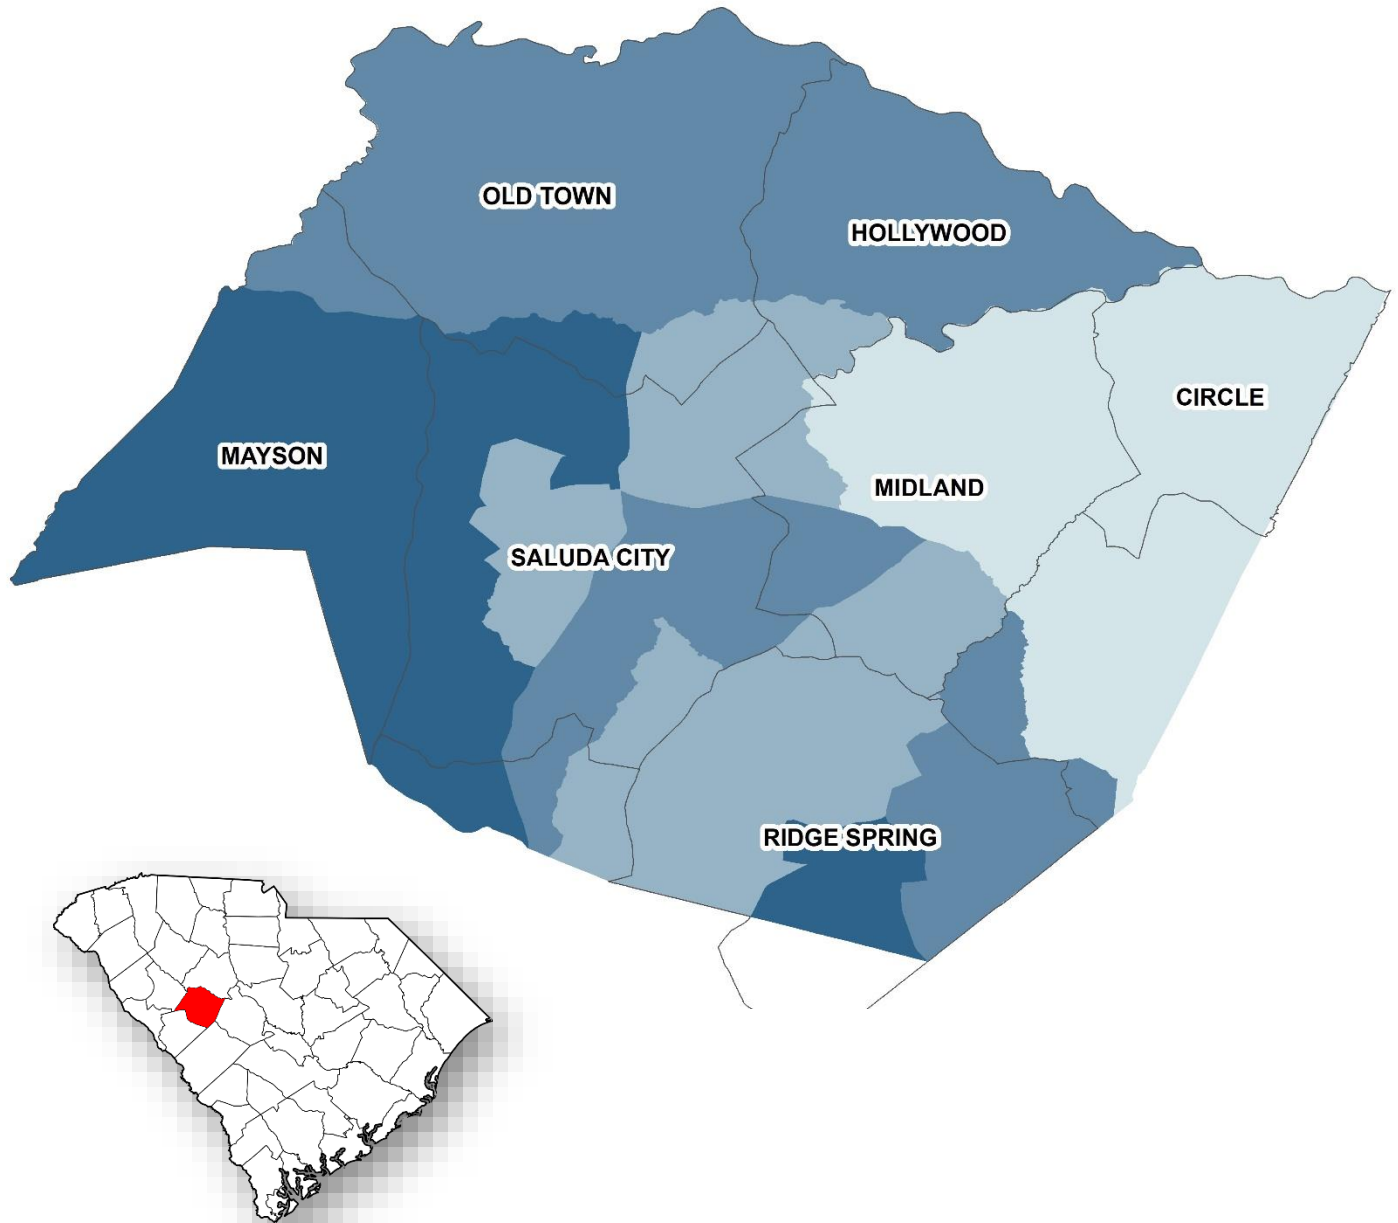 OLD TOWN
HOLLYWOOD
CIRCLE
MAYSON
MIDLAND
SALUDA CITY
RIDGE SPRING